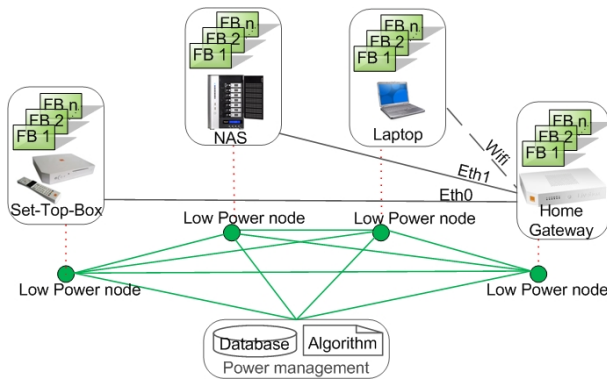 FB n
FB 2
FB 1
NAS
FB n
FB 2
FB 1
Laptop
FB n
FB 2
FB 1
Set-Top-Box
FB n
FB 2
FB 1
Home
Gateway
Wifi
Eth1
Eth0
Low Power node
Low Power node
Low Power node
Low Power node
Database
Algorithm
Power management